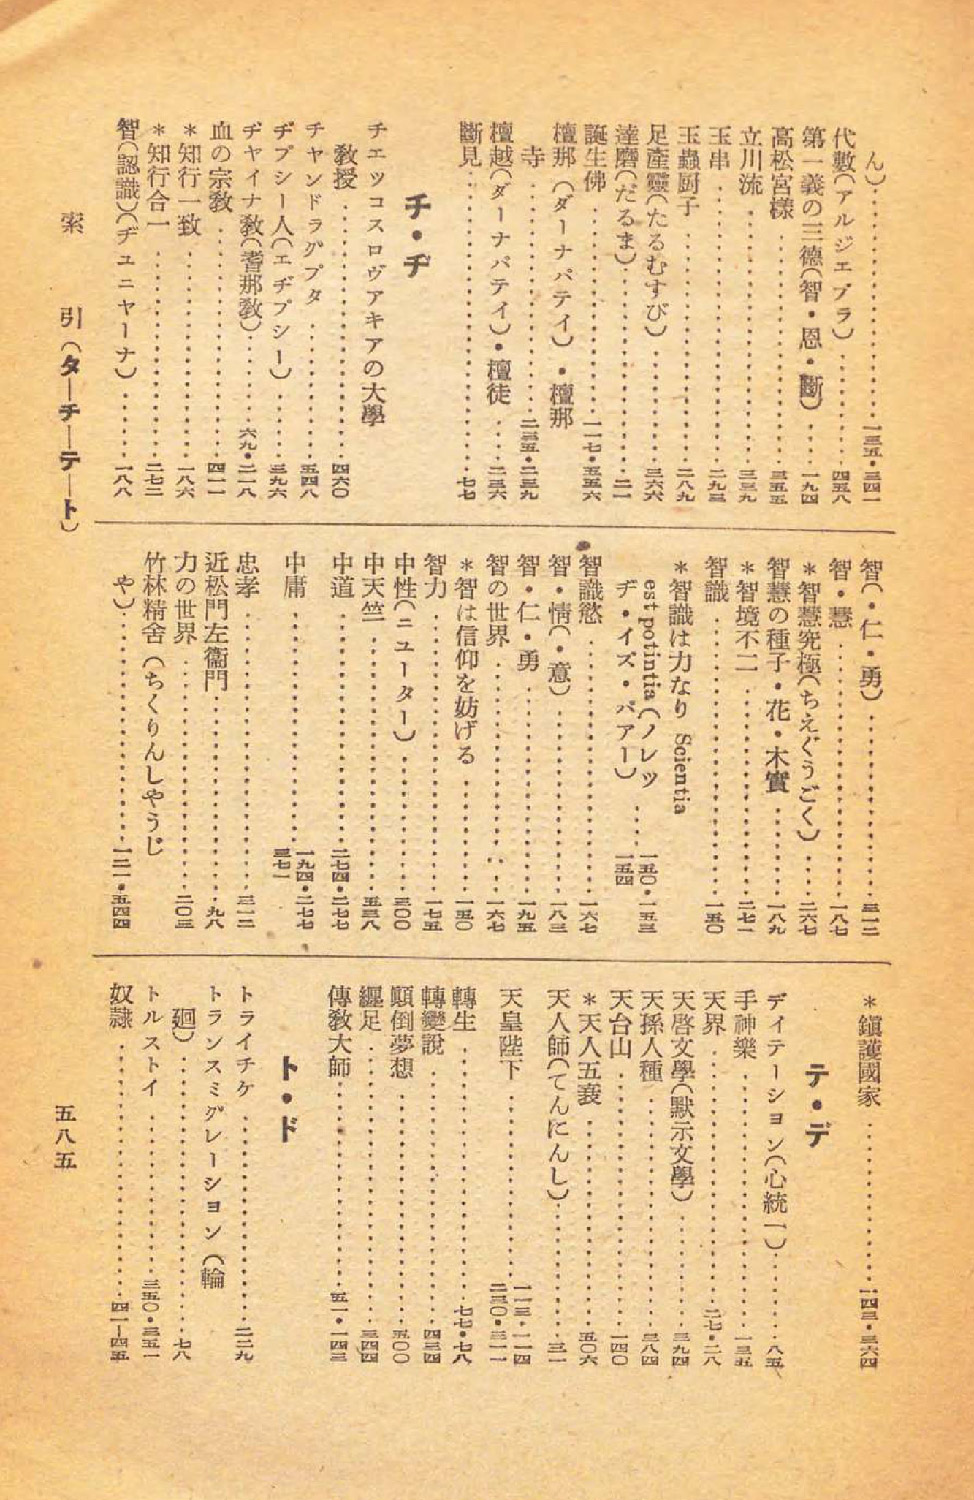 ん)……一三五・三四一
代數(アルジエブラ)……四五八
第一義の三德(智・恩・斷)……一九四
高松宮樣……三五五
立川流……三三九
玉串……二九三
玉蟲厨子……二八九
足產靈(たるむすび)……三六六
達磨(だるま)……二一
誕生佛……一一七・五五六
檀那(ダーナパテイ)・檀那
寺……二三五・二三九
檀越(ダーナパテイ)・檀徒……二三六
斷見……七七
チ・ヂ
チエツコスロヴアキアの大學
敎授……四六〇
チヤンドラグプタ……五四八
ヂプシー人(エヂプシー)……三九六
ヂヤイナ敎(耆那敎)……六九・二一八
血の宗敎……四一一
*知行一致……一八六
*知行合一……二七二
智(認識)(ヂユニヤーナ)……一八八
智(・仁・勇)……三一二
智・慧……一八七
*智慧究極(ちえぐうごく)……二六七
智慧の種子・花・木實……一八九
*智境不二……二七一
智識……一五〇
*智識は力なり Scientia
est potintia(ノレツ
ヂ・イズ・パアー)……一五〇・一五三
一五四
智識慾……一六七
智・情(・意)……一八三
智・仁・勇……一九五
智の世界……一六七
*智は信仰を妨げる……一五〇
智力……一七五
中性(ニユーター)……三〇〇
中天竺……五三八
中道……二七四・二七七
中庸……一九四・二七七
三七一
忠孝……三一二
近松門左衞門……九八
力の世界……二〇三
竹林精舍(ちくりんしやうじ
や)……一二一・五四四
*鎭護國家……一四三・三六四
テ・デ
デイテーシヨン(心統一)……八五
手神樂……一三五
天界……二七・二八
天啓文學(默示文學)……三九四
天孫人種……三八四
天台山……一四〇
*天人五衰……五〇六
天人師(てんにんし)……三一
天皇陛下……一一三・二一四
二三〇・三一一
轉生……七七・七八
轉變說……四三四
顚倒夢想……五〇〇
纒足……三四四
傳敎大師……五一・一四三
ト・ド
トライチケ……二二九
トランスミグレーシヨン(輪
廻)……七八
トルストイ……三五〇・三五一
奴隷……四一―四五
索引(ターチーテート)
五八五